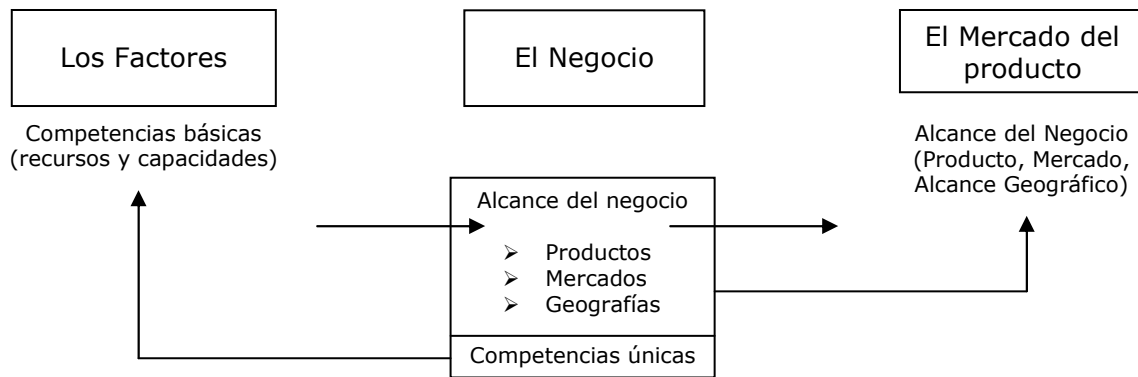 Los Factores
El Negocio
El Mercado del
producto
Competencias básicas
(recursos y capacidades)
Alcance del Negocio
(Producto, Mercado,
Alcance Geográfico)
Alcance del negocio
➢ Productos
➢ Mercados
➢ Geografías
Competencias únicas